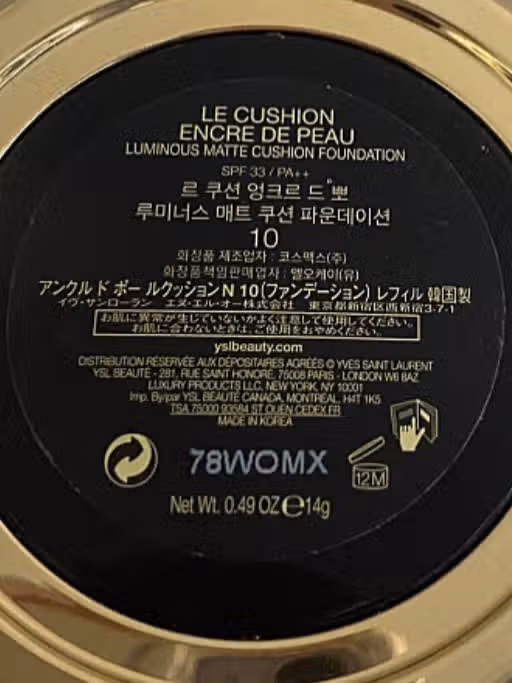 LE CUSHION
ENCRE DE PEAU
LUMINOUS MATTE CUSHION FOUNDATION
SPF 33 / PA++
르 쿠션 엉크르 드 뽀
루미너스 매트 쿠션 파운데이션
10
화장품 제조업자 : 코스맥스(주)
화장품책임판매업자 : 엘오케이(유)
アンクル ド ポー ルクッション N 10(ファンデーション) レフィル 韓国製
イヴ・サンローラン エヌ・エル・オー株式会社 東京都新宿区西新宿3-7-1
お肌に異常が生じていないかよく注意して使用してください。
お肌に合わないときは、ご使用をおやめください。
yslbeauty.com
DISTRIBUTION RÉSERVÉE AUX DÉPOSITAIRES AGRÉÉS © YVES SAINT LAURENT
YSL BEAUTÉ - 281, RUE SAINT HONORÉ 75008 PARIS - LONDON W6 8AZ
LUXURY PRODUCTS LLC, NEW YORK, NY 10001
Imp. By/par YSL BEAUTÉ CANADA, MONTREAL, H4T 1K5
TSA 75000 93584 ST OUEN CEDEX FR
MADE IN KOREA
78W0MX
12M
Net Wt. 0.49 OZ ℮ 14g